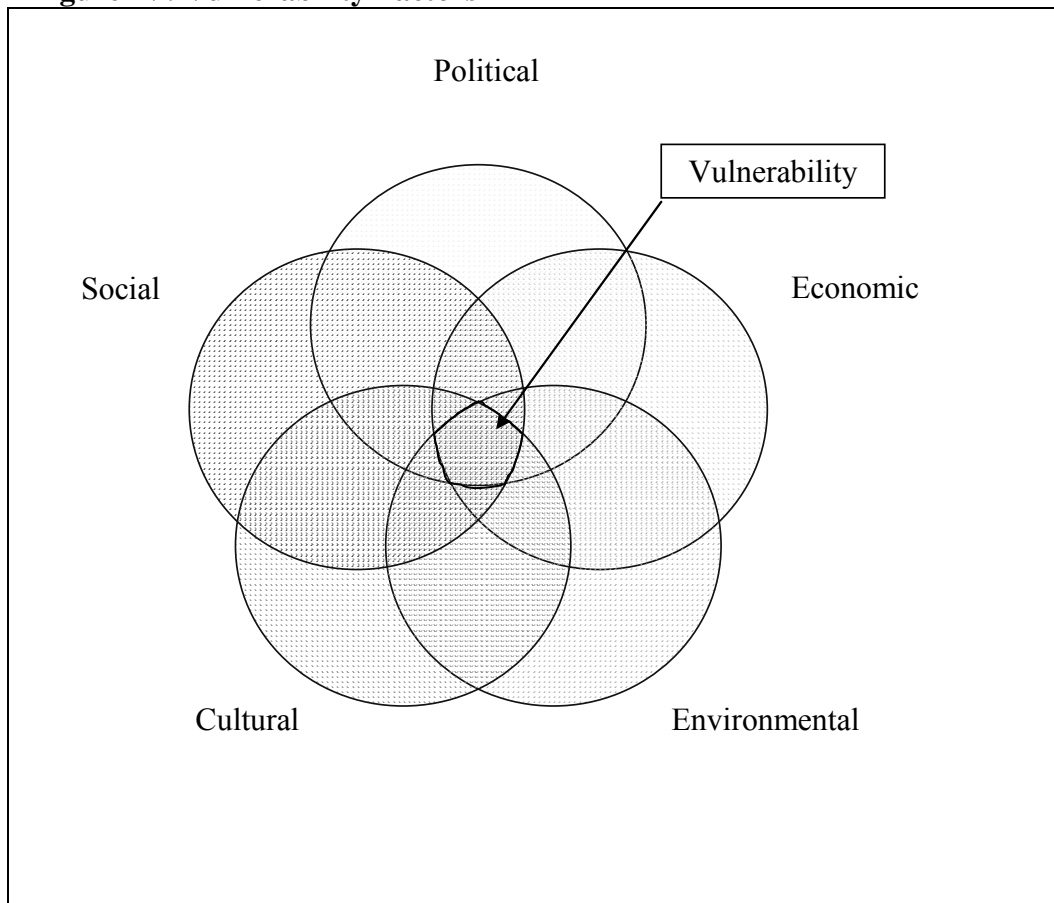 Political
Vulnerability
Social
Economic
Cultural
Environmental